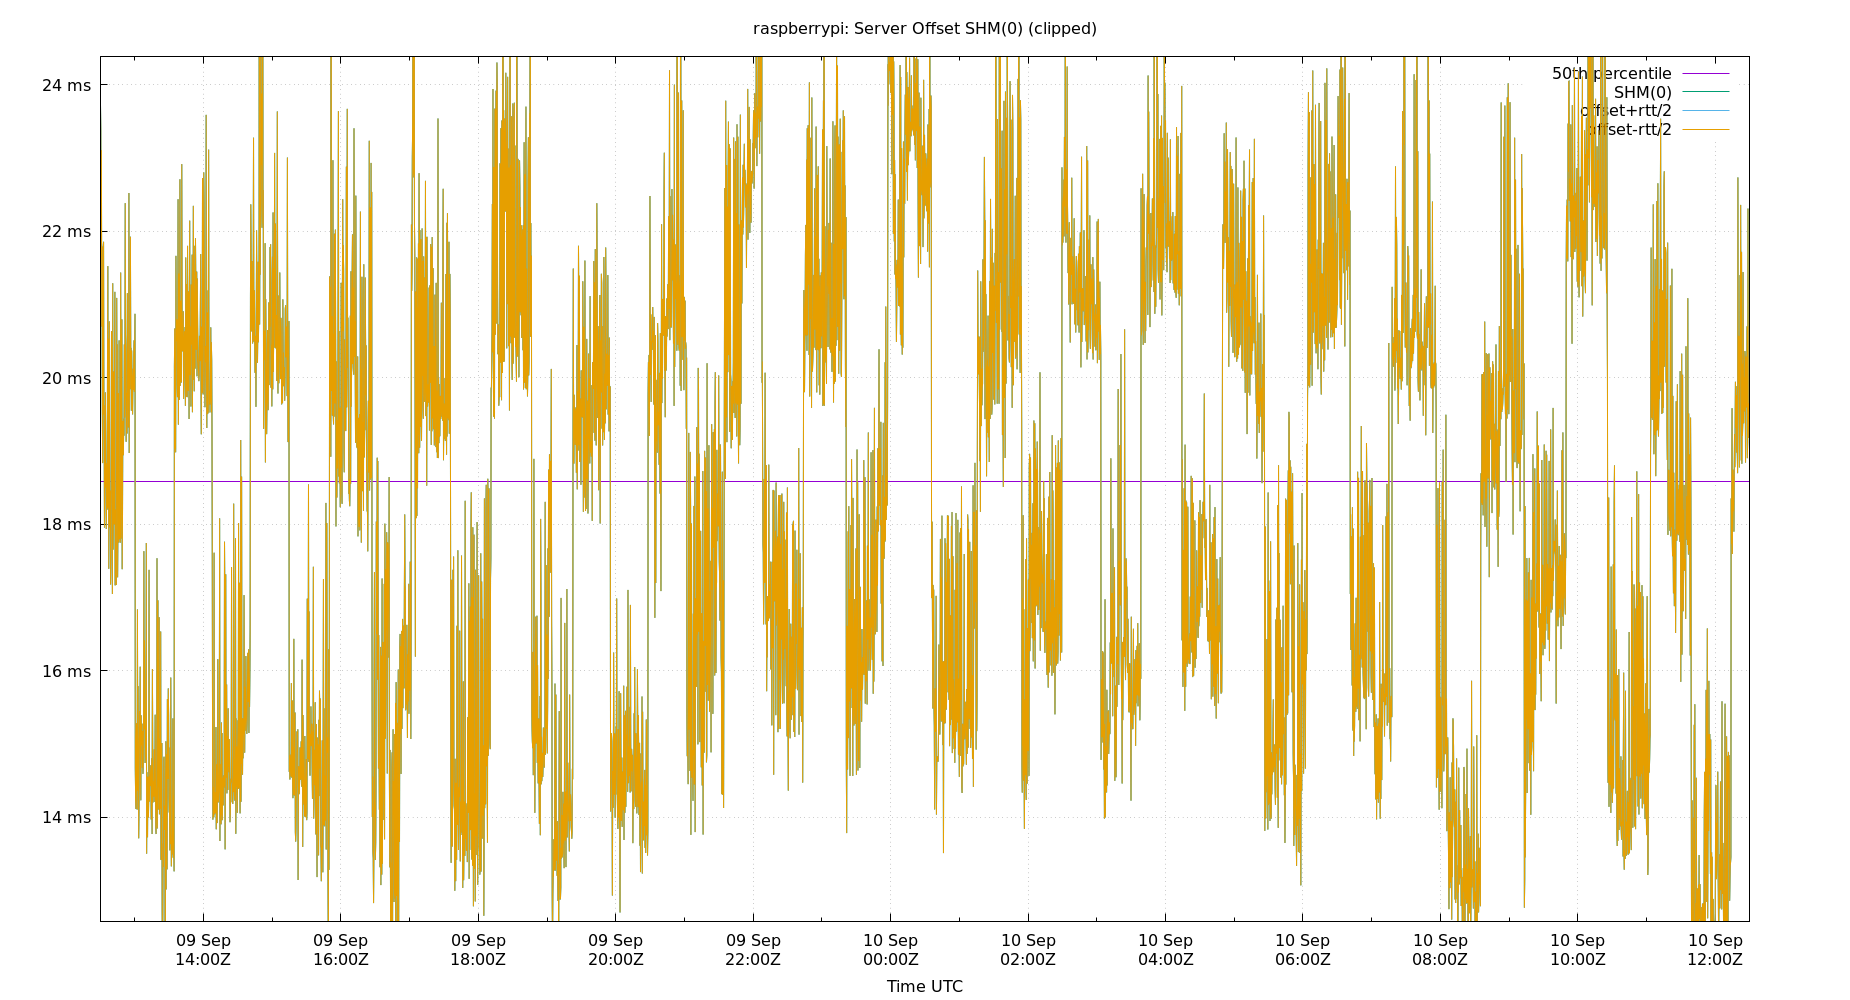 raspberrypi: Server Offset SHM(0) (clipped)
24 ms
22 ms
20 ms
18 ms
16 ms
14 ms
50th percentile
SHM(0)
offset+rtt/2
offset-rtt/2
09 Sep
14:00Z
09 Sep
16:00Z
09 Sep
18:00Z
09 Sep
20:00Z
09 Sep
22:00Z
10 Sep
00:00Z
10 Sep
02:00Z
10 Sep
04:00Z
10 Sep
06:00Z
10 Sep
08:00Z
10 Sep
10:00Z
10 Sep
12:00Z
Time UTC